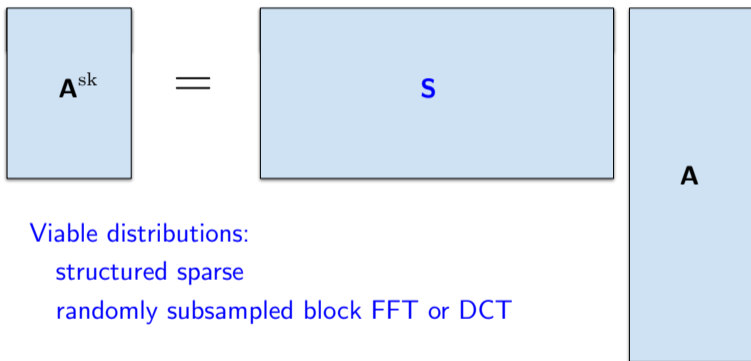 A^sk = S A
Viable distributions:
structured sparse
randomly subsampled block FFT or DCT